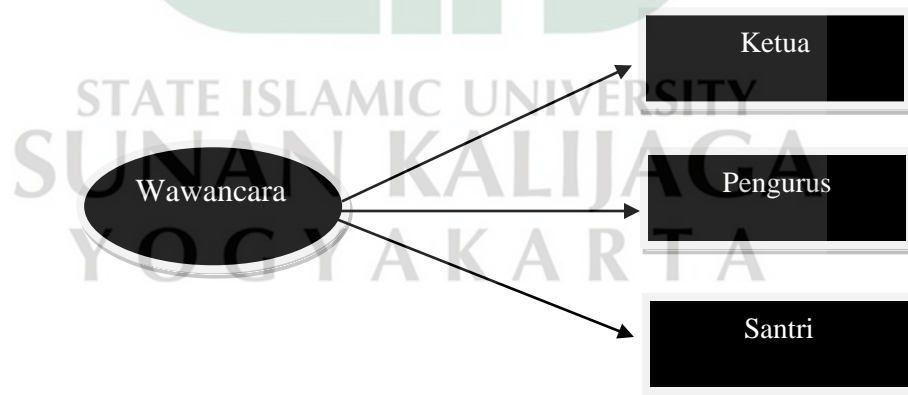 Ketua
STATE ISLAMIC UNIVERSITY
SUNAN KALIJAGA
Wawancara
Pengurus
YOGYAKARTA
Santri